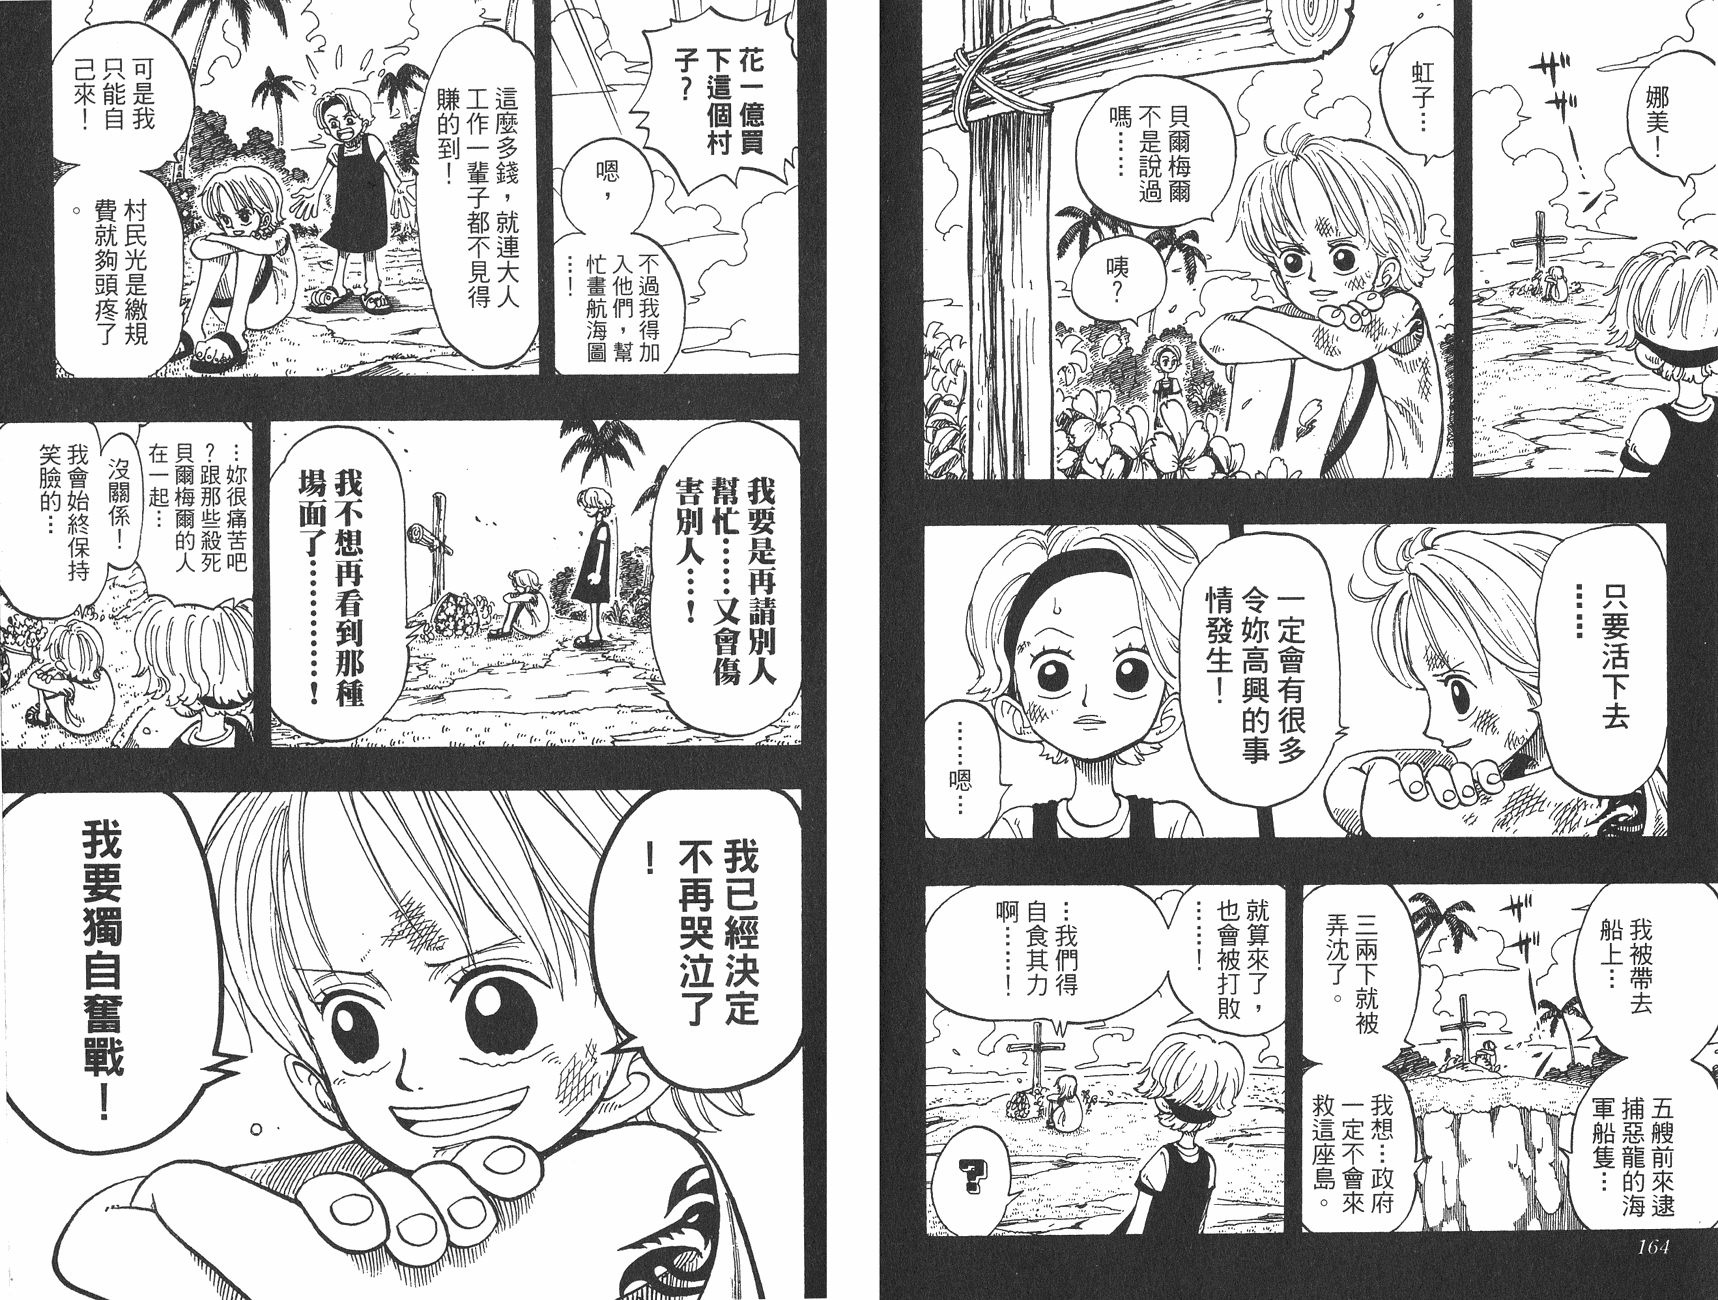 娜美！
虹子…
貝爾梅爾
不是說過
嗎……
咦？
只要活下去
……
一定會有很多
令妳高興的事
情發生！
……嗯…
我被帶去
船上…
五艘前來逮
捕惡龍的海
軍船隻…
三兩下就被
弄沈了。
我想…政府
一定不會來
救這座島。
就算來了，
也會被打敗
……！
…我們得
自食其力
啊……！
？
164
花一億買
下這個村
子？
嗯，
不過我得加
入他們，幫
忙畫航海圖
…！
這麼多錢，就連大人
工作一輩子都不見得
賺的到！
可是我
只能自
己來！
村民光是繳規
費就夠頭疼了
。
我要是再請別人
幫忙……又會傷
害別人…！
我不想再看到那種
場面了…………！
…妳很痛苦吧
？跟那些殺死
貝爾梅爾的人
在一起…
沒關係！
我會始終保持
笑臉的…
我已經決定
不再哭泣了
！
我要獨自奮戰！